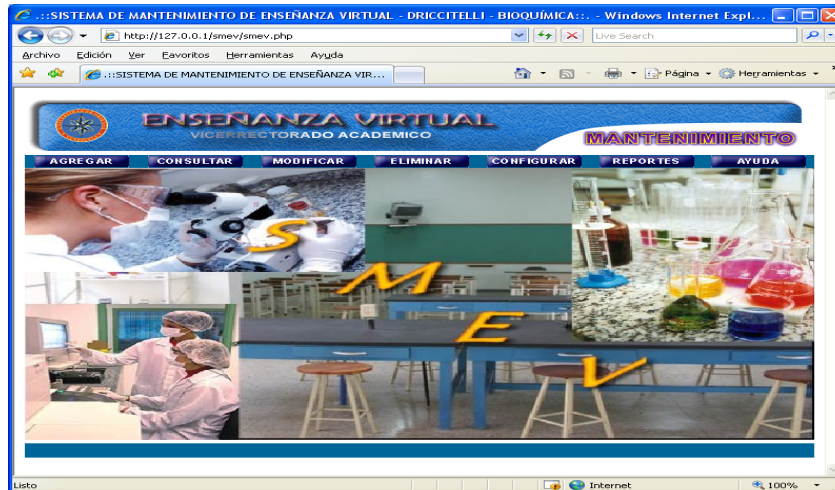 .::SISTEMA DE MANTENIMIENTO DE ENSEÑANZA VIRTUAL - DRICCITELLI - BIOQUÍMICA::. - Windows Internet Expl...
http://127.0.0.1/smev/smev.php
Live Search
Archivo Edición Ver Favoritos Herramientas Ayuda
.::SISTEMA DE MANTENIMIENTO DE ENSEÑANZA VIR...
Página
Herramientas
ENSEÑANZA VIRTUAL
VICERRECTORADO ACADEMICO
MANTENIMIENTO
AGREGAR CONSULTAR MODIFICAR ELIMINAR CONFIGURAR REPORTES AYUDA
S
M
E
V
Listo Internet 100%